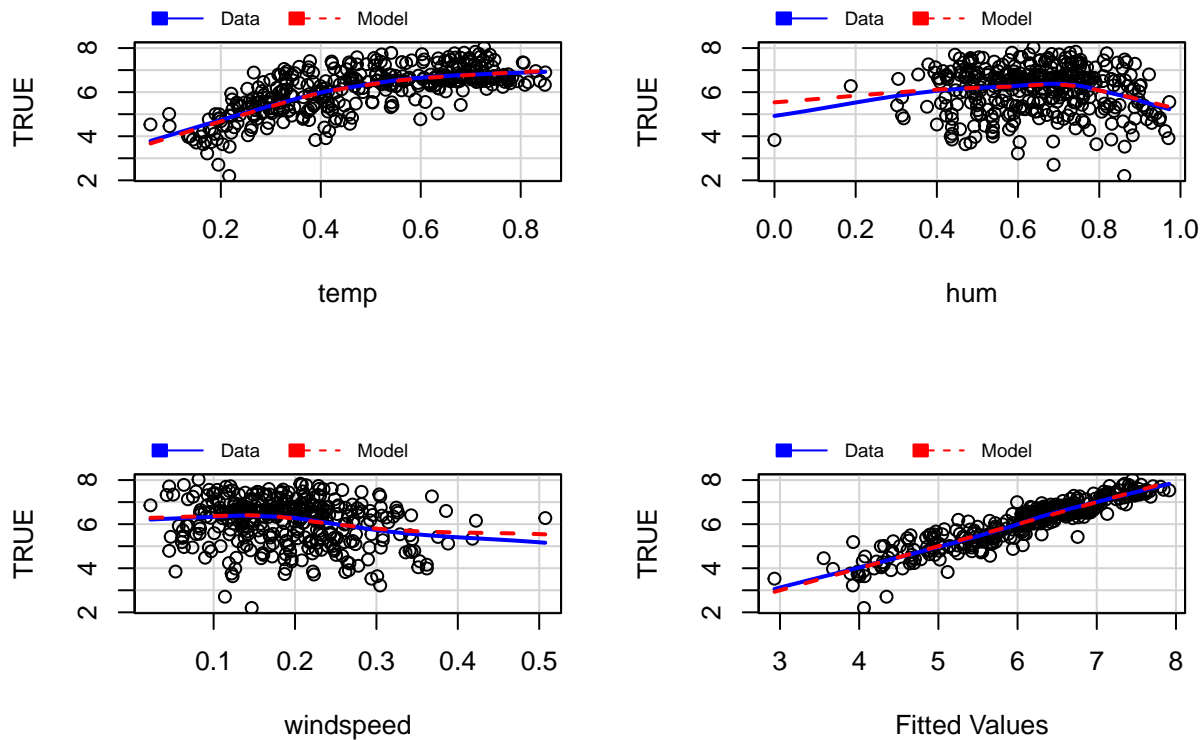 Data Model
TRUE
8
6
4
2
0.2 0.4 0.6 0.8
temp
Data Model
TRUE
8
6
4
2
0.0 0.2 0.4 0.6 0.8 1.0
hum
Data Model
TRUE
8
6
4
2
0.1 0.2 0.3 0.4 0.5
windspeed
Data Model
TRUE
8
6
4
2
3 4 5 6 7 8
Fitted Values